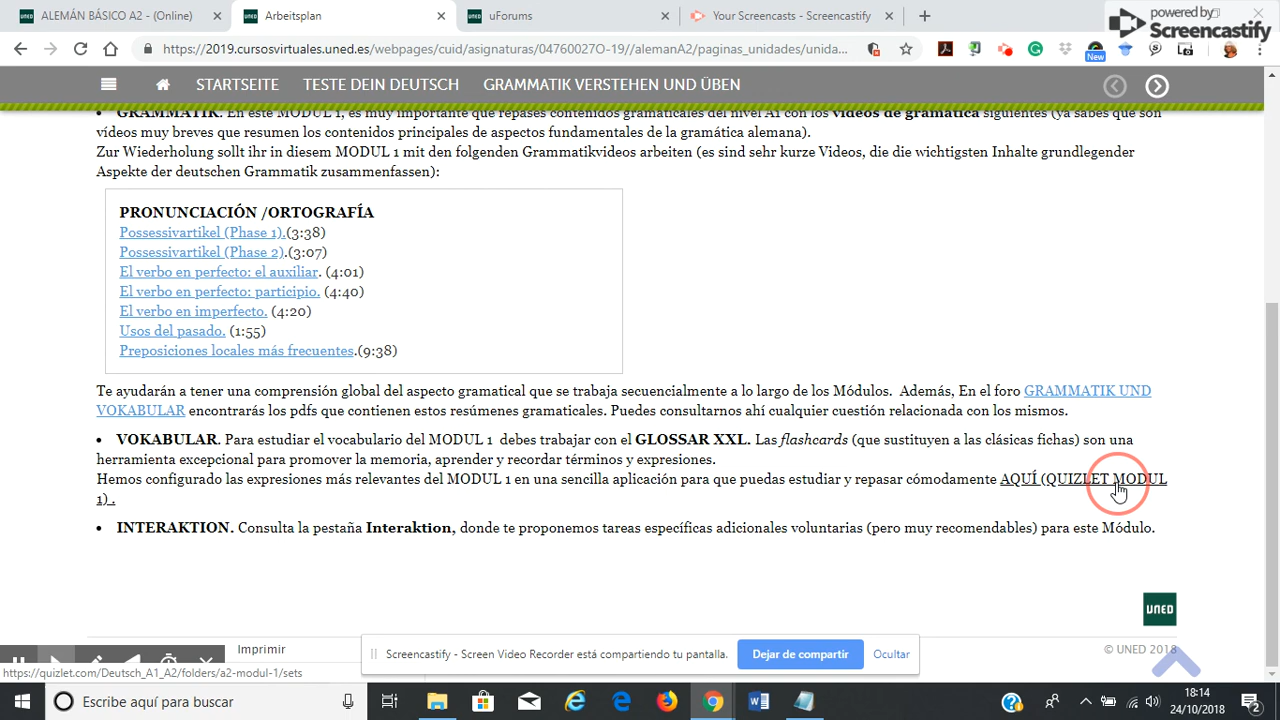 ALEMÁN BÁSICO A2 - (Online)
Arbeitsplan
uForums
Your Screencasts - Screencastify
powered by
Screencastify
https://2019.cursosvirtuales.uned.es/webpages/cuid/asignaturas/04760027O-19//alemanA2/paginas_unidades/unida...
New
STARTSEITE
TESTE DEIN DEUTSCH
GRAMMATIK VERSTEHEN UND ÜBEN
• GRAMMATIK. En este MODUL 1, es muy importante que repases contenidos gramaticales del nivel A1 con los vídeos de gramática siguientes (ya sabes que son
vídeos muy breves que resumen los contenidos principales de aspectos fundamentales de la gramática alemana).
Zur Wiederholung sollt ihr in diesem MODUL 1 mit den folgenden Grammatikvideos arbeiten (es sind sehr kurze Videos, die die wichtigsten Inhalte grundlegender
Aspekte der deutschen Grammatik zusammenfassen):
PRONUNCIACIÓN /ORTOGRAFÍA
Possessivartikel (Phase 1).(3:38)
Possessivartikel (Phase 2).(3:07)
El verbo en perfecto: el auxiliar. (4:01)
El verbo en perfecto: participio. (4:40)
El verbo en imperfecto. (4:20)
Usos del pasado. (1:55)
Preposiciones locales más frecuentes.(9:38)
Te ayudarán a tener una comprensión global del aspecto gramatical que se trabaja secuencialmente a lo largo de los Módulos. Además, En el foro GRAMMATIK UND
VOKABULAR encontrarás los pdfs que contienen estos resúmenes gramaticales. Puedes consultarnos ahí cualquier cuestión relacionada con los mismos.
• VOKABULAR. Para estudiar el vocabulario del MODUL 1 debes trabajar con el GLOSSAR XXL. Las flashcards (que sustituyen a las clásicas fichas) son una
herramienta excepcional para promover la memoria, aprender y recordar términos y expresiones.
Hemos configurado las expresiones más relevantes del MODUL 1 en una sencilla aplicación para que puedas estudiar y repasar cómodamente AQUÍ (QUIZLET MODUL
1) .
• INTERAKTION. Consulta la pestaña Interaktion, donde te proponemos tareas específicas adicionales voluntarias (pero muy recomendables) para este Módulo.
UNED
Imprimir
© UNED 2018
Screencastify - Screen Video Recorder está compartiendo tu pantalla.
Dejar de compartir
Ocultar
https://quizlet.com/Deutsch_A1_A2/folders/a2-modul-1/sets
Escribe aquí para buscar
18:14
24/10/2018
2